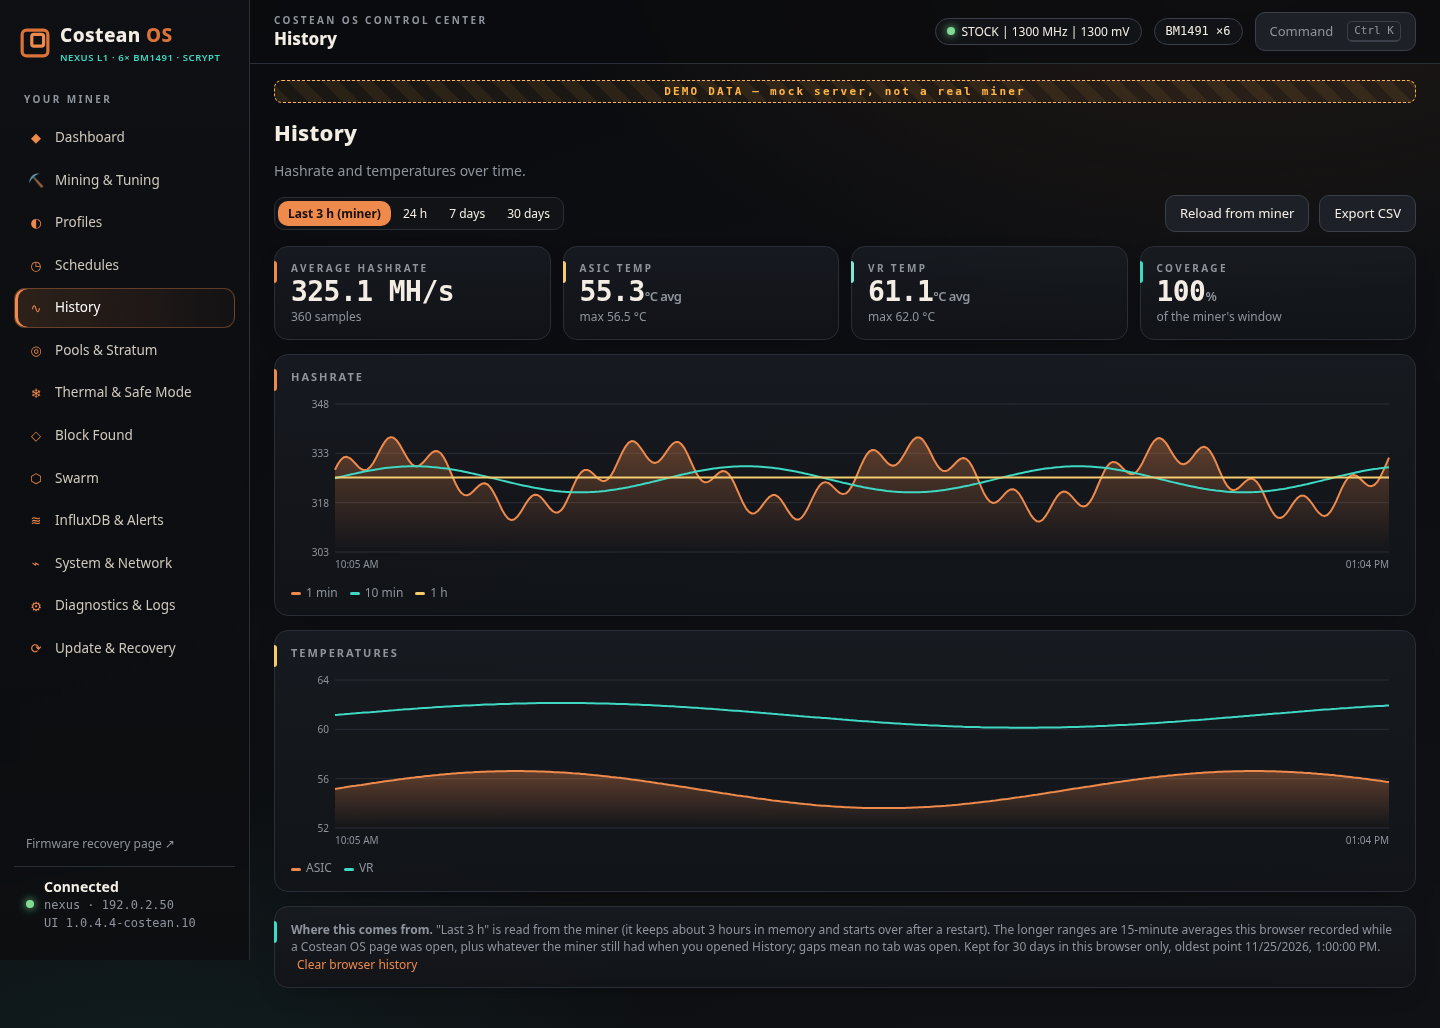 Costean OS
NEXUS L1 · 6× BM1491 · SCRYPT
YOUR MINER
Dashboard
Mining & Tuning
Profiles
Schedules
History
Pools & Stratum
Thermal & Safe Mode
Block Found
Swarm
InfluxDB & Alerts
System & Network
Diagnostics & Logs
Update & Recovery
Firmware recovery page ↗
Connected
nexus · 192.0.2.50
UI 1.0.4.4-costean.10
COSTEAN OS CONTROL CENTER
History
STOCK | 1300 MHz | 1300 mV
BM1491 ×6
Command Ctrl K
DEMO DATA — mock server, not a real miner
History
Hashrate and temperatures over time.
Last 3 h (miner) 24 h 7 days 30 days
Reload from miner Export CSV
AVERAGE HASHRATE
325.1 MH/s
360 samples
ASIC TEMP
55.3°C avg
max 56.5 °C
VR TEMP
61.1°C avg
max 62.0 °C
COVERAGE
100%
of the miner's window
HASHRATE
348
333
318
303
10:05 AM 01:04 PM
1 min 10 min 1 h
TEMPERATURES
64
60
56
52
10:05 AM 01:04 PM
ASIC VR
Where this comes from. "Last 3 h" is read from the miner (it keeps about 3 hours in memory and starts over after a restart). The longer ranges are 15-minute averages this browser recorded while
a Costean OS page was open, plus whatever the miner still had when you opened History; gaps mean no tab was open. Kept for 30 days in this browser only, oldest point 11/25/2026, 1:00:00 PM.
Clear browser history